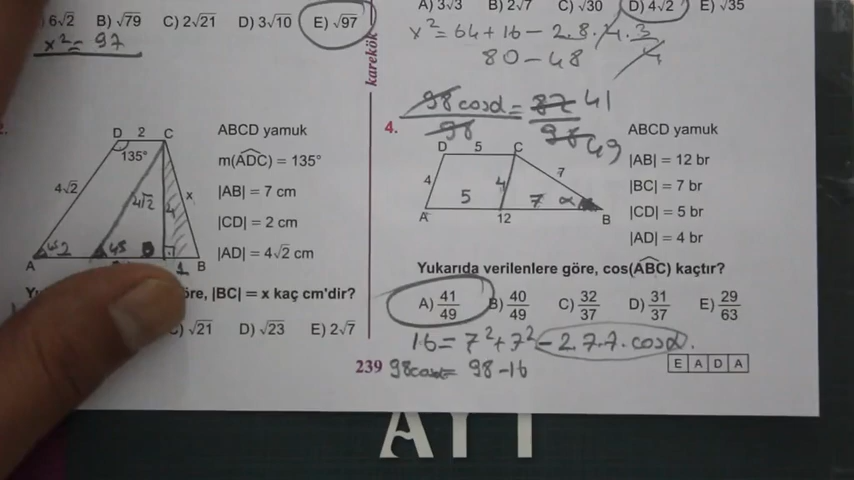 6√2 B) √79 C) 2√21 D) 3√10 E) √97
x² = 97
A) 3√3 B) 2√7 C) √30 D) 4√2 E) √35
x² = 64 + 16 - 2.8.4.3
4
80 - 48
karekök
2.
D 2 C
135°
4√2
4√2
4
x
45 2
45
A
1 B
ABCD yamuk
m(ADC) = 135°
|AB| = 7 cm
|CD| = 2 cm
|AD| = 4√2 cm
göre, |BC| = x kaç cm'dir?
C) √21 D) √23 E) 2√7
98 cosα = 82 41
98 98 49
4.
D 5 C
4
4
7
5
7 α
A 12 B
ABCD yamuk
|AB| = 12 br
|BC| = 7 br
|CD| = 5 br
|AD| = 4 br
Yukarıda verilenlere göre, cos(ABC) kaçtır?
A) 41/49 B) 40/49 C) 32/37 D) 31/37 E) 29/63
16 = 7² + 7² - 2.7.7.cosα.
239
98cosα = 98 - 16
E A D A
AYT